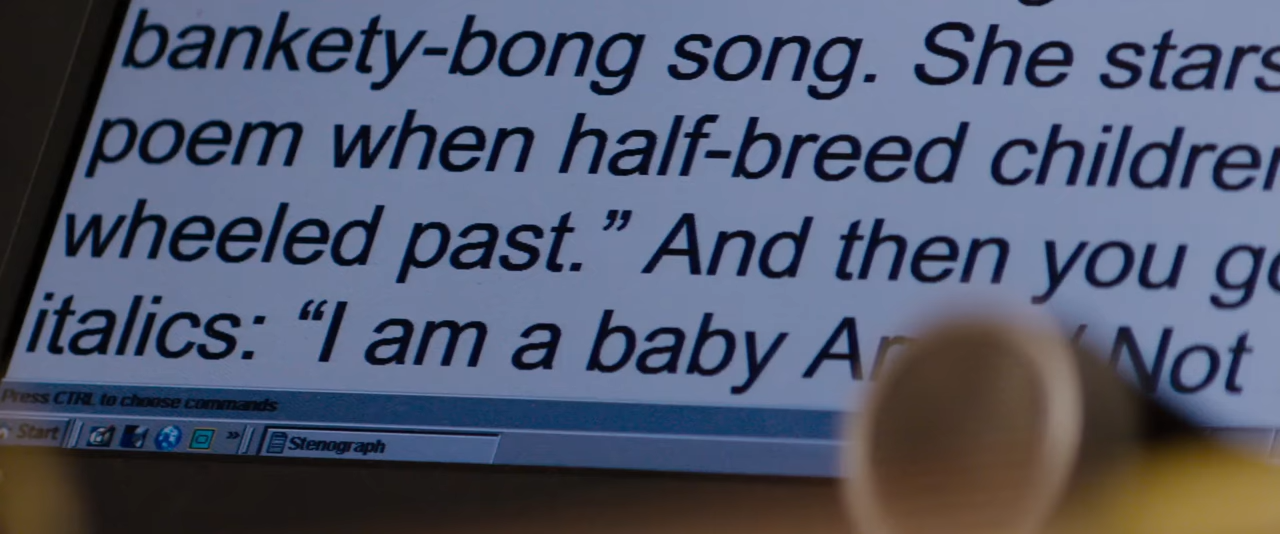 bankety-bong song. She stars
poem when half-breed
wheeled past.” And then you
italics: “I am a baby Not
Press CTRL to choose commands
Start
Stenograph